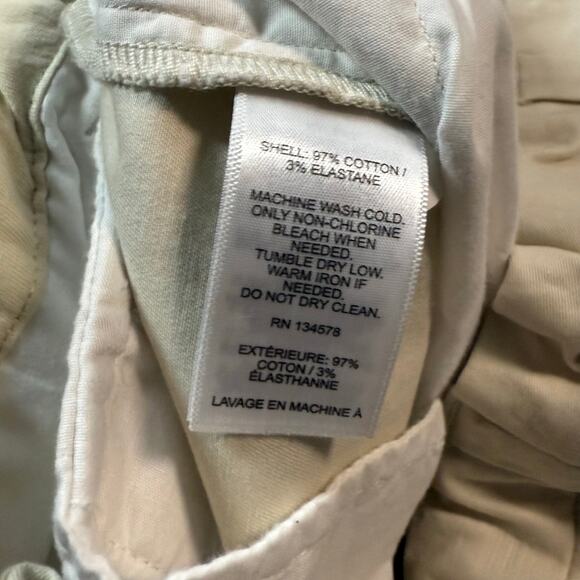 SHELL: 97% COTTON /
3% ELASTANE
MACHINE WASH COLD.
ONLY NON-CHLORINE
BLEACH WHEN
NEEDED.
TUMBLE DRY LOW.
WARM IRON IF
NEEDED.
DO NOT DRY CLEAN.
RN 134578
EXTÉRIEURE: 97%
COTON / 3%
ÉLASTHANNE
LAVAGE EN MACHINE À